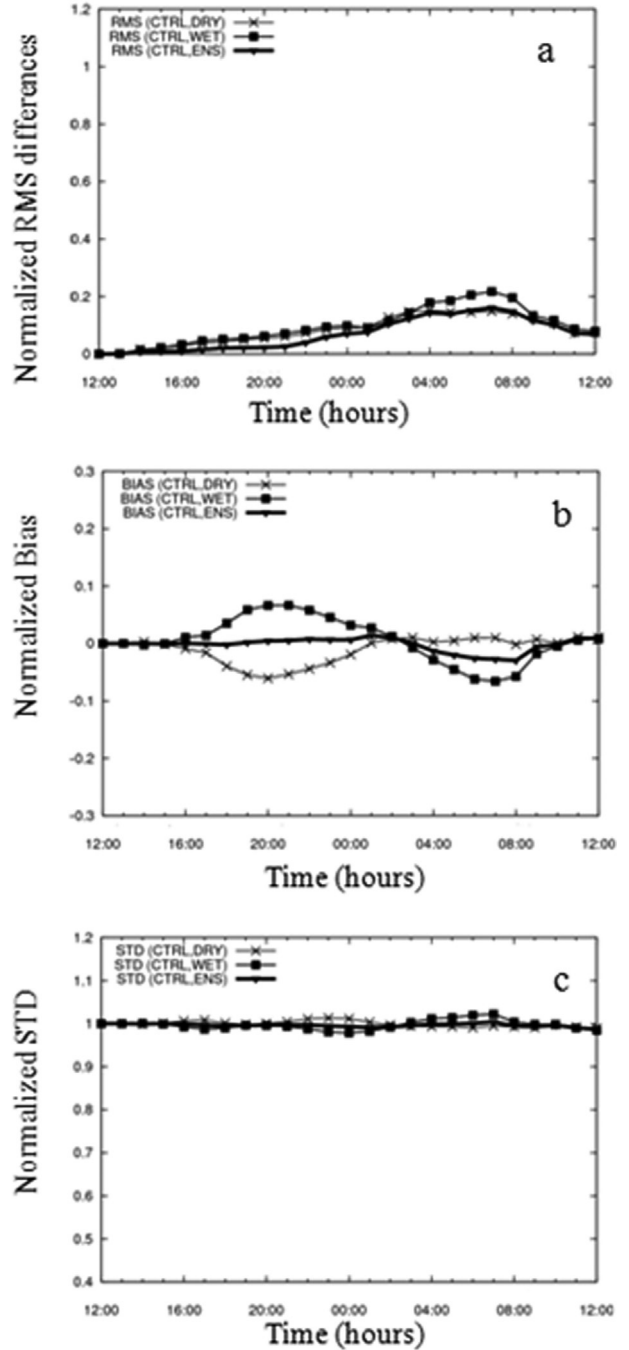 RMS (CTRL,DRY)
RMS (CTRL,WET)
RMS (CTRL,ENS)
a
Normalized RMS differences
1.2
1
0.8
0.6
0.4
0.2
0
12:00 16:00 20:00 00:00 04:00 08:00 12:00
Time (hours)
BIAS (CTRL,DRY)
BIAS (CTRL,WET)
BIAS (CTRL,ENS)
b
Normalized Bias
0.3
0.2
0.1
0
-0.1
-0.2
-0.3
12:00 16:00 20:00 00:00 04:00 08:00 12:00
Time (hours)
STD (CTRL,DRY)
STD (CTRL,WET)
STD (CTRL,ENS)
c
Normalized STD
1.2
1.1
1
0.9
0.8
0.7
0.6
0.5
0.4
12:00 16:00 20:00 00:00 04:00 08:00 12:00
Time (hours)